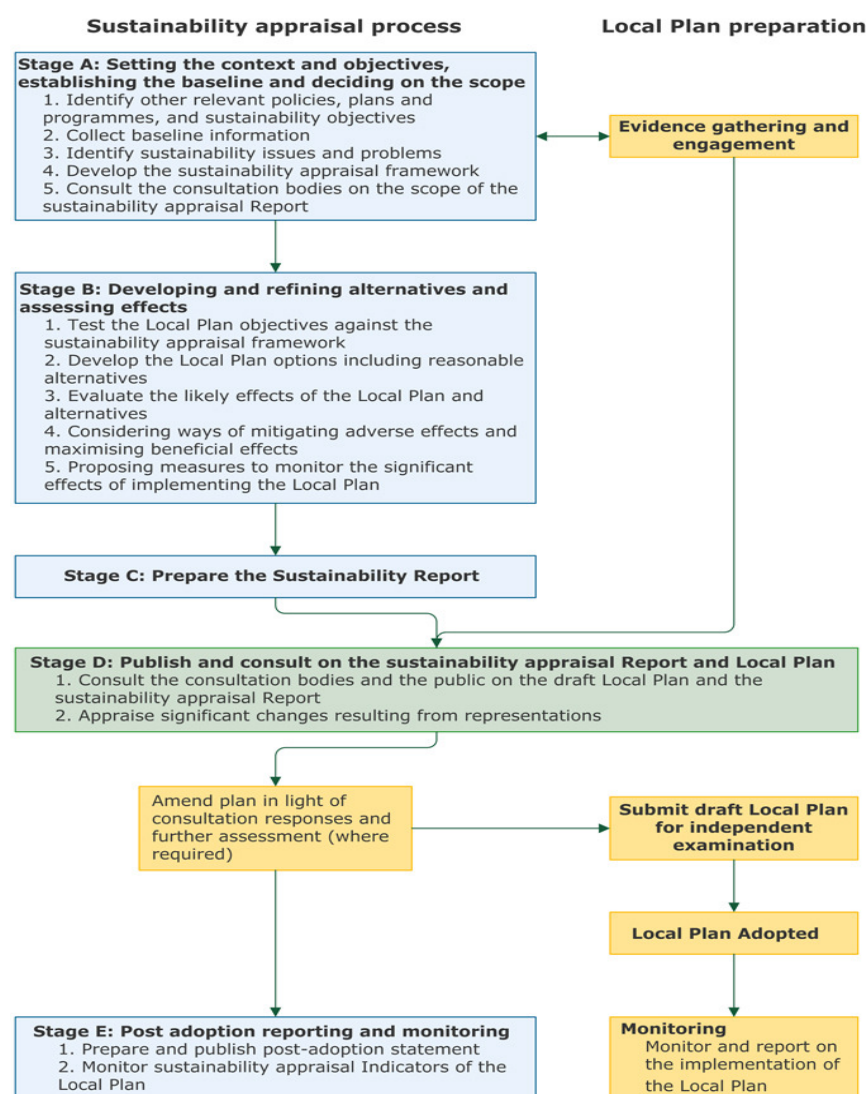 Sustainability appraisal process
Local Plan preparation
Stage A: Setting the context and objectives,
establishing the baseline and deciding on the scope
1. Identify other relevant policies, plans and
programmes, and sustainability objectives
2. Collect baseline information
3. Identify sustainability issues and problems
4. Develop the sustainability appraisal framework
5. Consult the consultation bodies on the scope of the
sustainability appraisal Report
Evidence gathering and
engagement
Stage B: Developing and refining alternatives and
assessing effects
1. Test the Local Plan objectives against the
sustainability appraisal framework
2. Develop the Local Plan options including reasonable
alternatives
3. Evaluate the likely effects of the Local Plan and
alternatives
4. Considering ways of mitigating adverse effects and
maximising beneficial effects
5. Proposing measures to monitor the significant
effects of implementing the Local Plan
Stage C: Prepare the Sustainability Report
Stage D: Publish and consult on the sustainability appraisal Report and Local Plan
1. Consult the consultation bodies and the public on the draft Local Plan and the
sustainability appraisal Report
2. Appraise significant changes resulting from representations
Amend plan in light of
consultation responses and
further assessment (where
required)
Submit draft Local Plan
for independent
examination
Local Plan Adopted
Stage E: Post adoption reporting and monitoring
1. Prepare and publish post-adoption statement
2. Monitor sustainability appraisal Indicators of the
Local Plan
Monitoring
Monitor and report on
the implementation of
the Local Plan